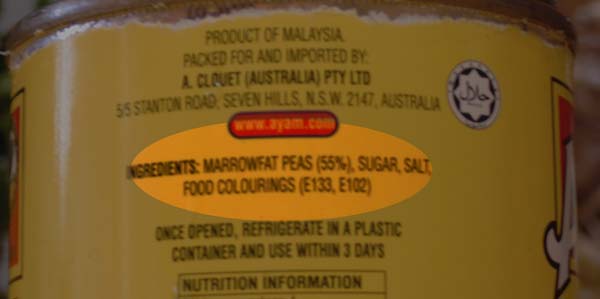 PRODUCT OF MALAYSIA.
PACKED FOR AND IMPORTED BY:
A. CLOUET (AUSTRALIA) PTY LTD
5/5 STANTON ROAD, SEVEN HILLS, N.S.W. 2147, AUSTRALIA
www.ayam.com
INGREDIENTS: MARROWFAT PEAS (55%), SUGAR, SALT,
FOOD COLOURINGS (E133, E102)
ONCE OPENED, REFRIGERATE IN A PLASTIC
CONTAINER AND USE WITHIN 3 DAYS
NUTRITION INFORMATION